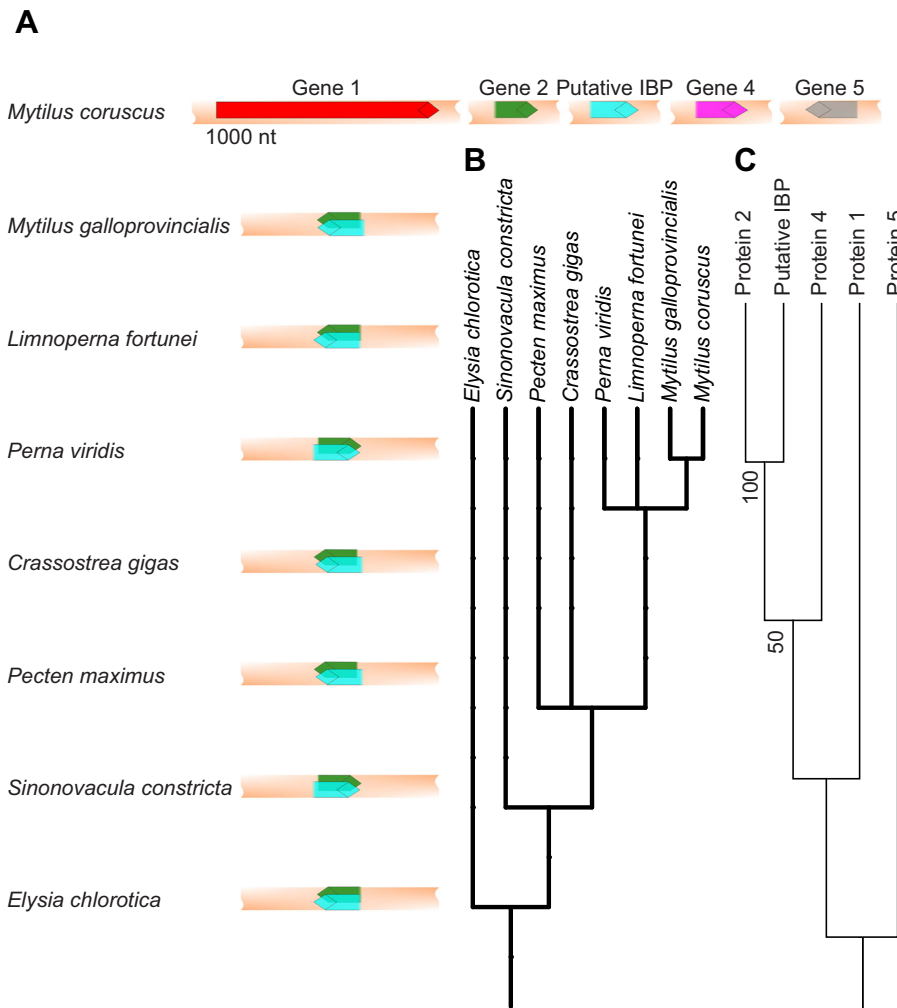 A
Gene 1 Gene 2 Putative IBP Gene 4 Gene 5
Mytilus coruscus
1000 nt
Mytilus galloprovincialis
Limnoperna fortunei
Perna viridis
Crassostrea gigas
Pecten maximus
Sinonovacula constricta
Elysia chlorotica
B
Elysia chlorotica
Sinonovacula constricta
Pecten maximus
Crassostrea gigas
Perna viridis
Limnoperna fortunei
Mytilus galloprovincialis
Mytilus coruscus
C
Protein 2
Putative IBP
Protein 4
Protein 1
Protein 5
100
50